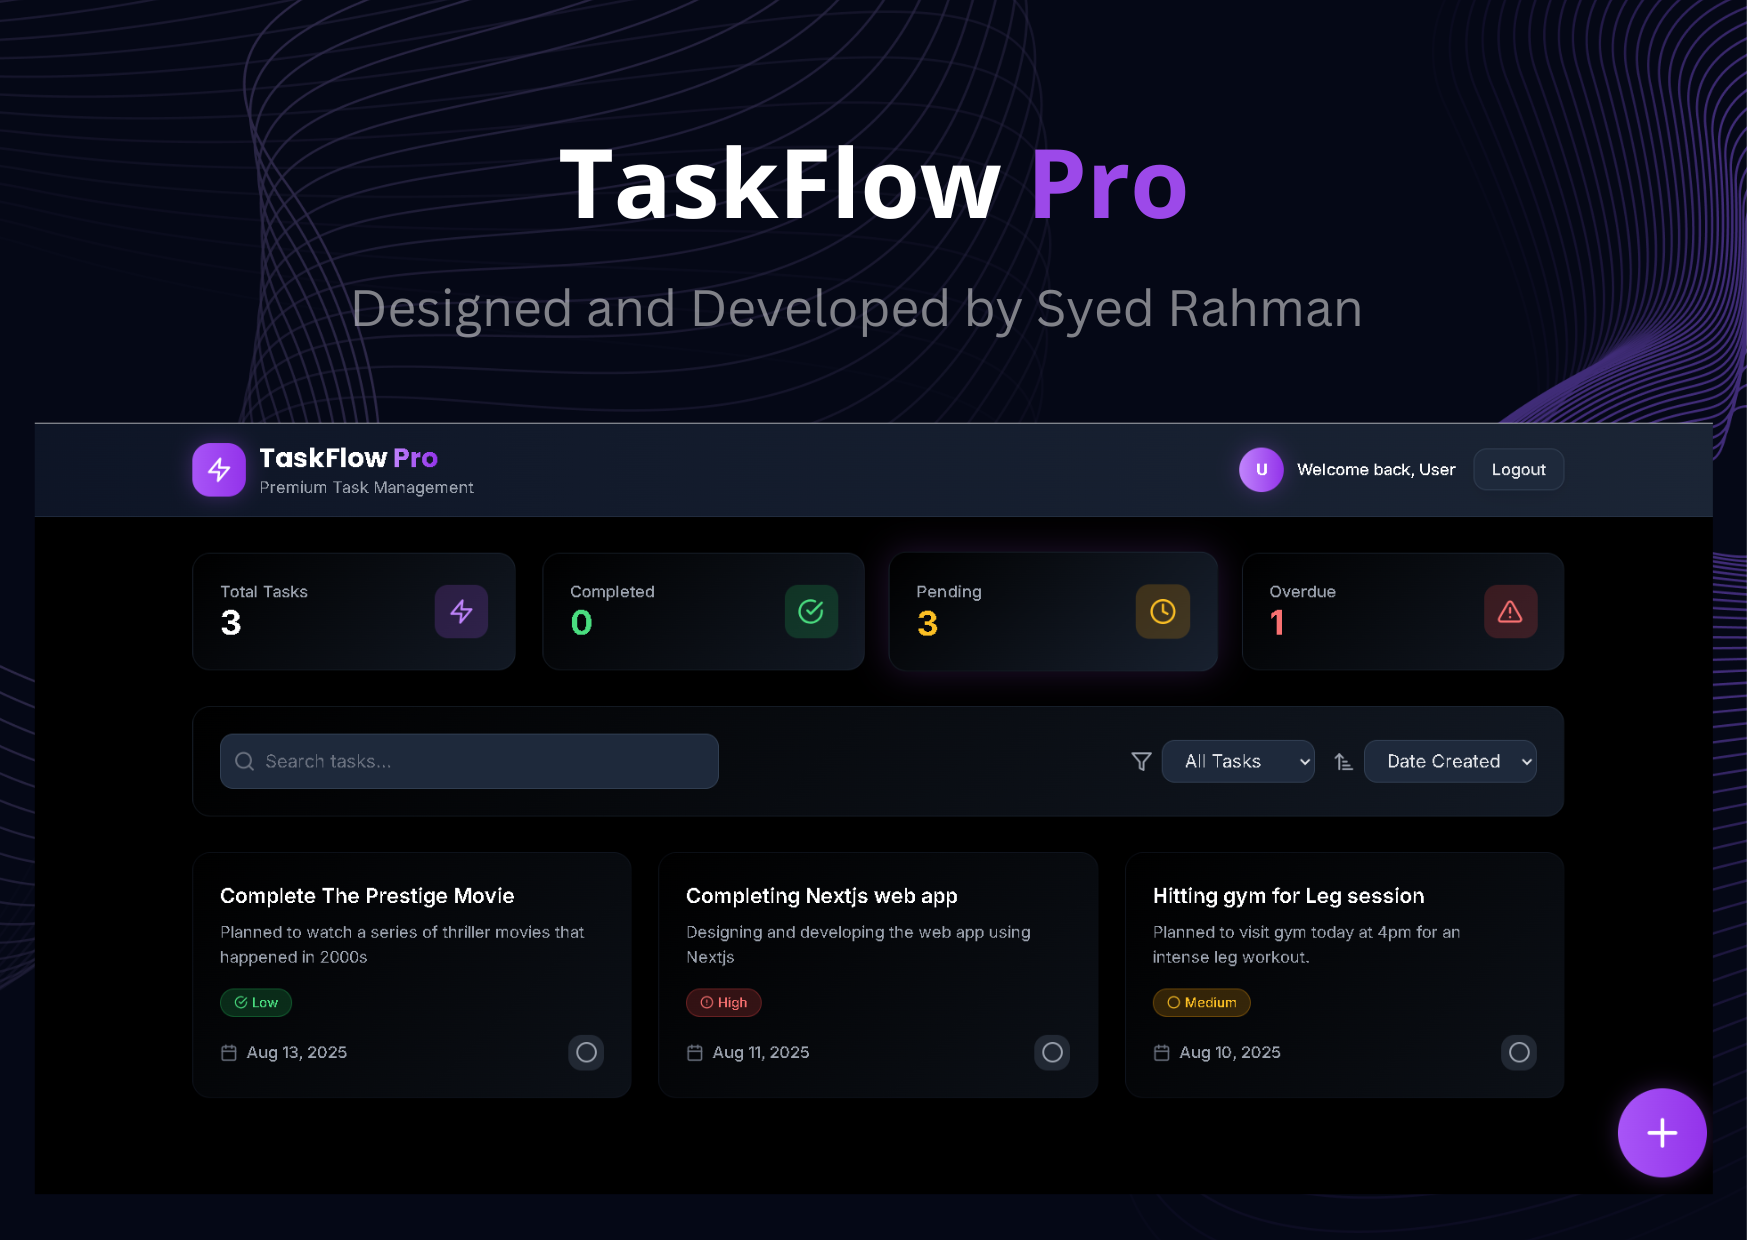 TaskFlow Pro
Designed and Developed by Syed Rahman
TaskFlow Pro
Premium Task Management
U
Welcome back, User
Logout
Total Tasks
3
Completed
0
Pending
3
Overdue
1
Search tasks...
All Tasks
Date Created
Complete The Prestige Movie
Planned to watch a series of thriller movies that
happened in 2000s
Low
Aug 13, 2025
Completing Nextjs web app
Designing and developing the web app using
Nextjs
High
Aug 11, 2025
Hitting gym for Leg session
Planned to visit gym today at 4pm for an
intense leg workout.
Medium
Aug 10, 2025